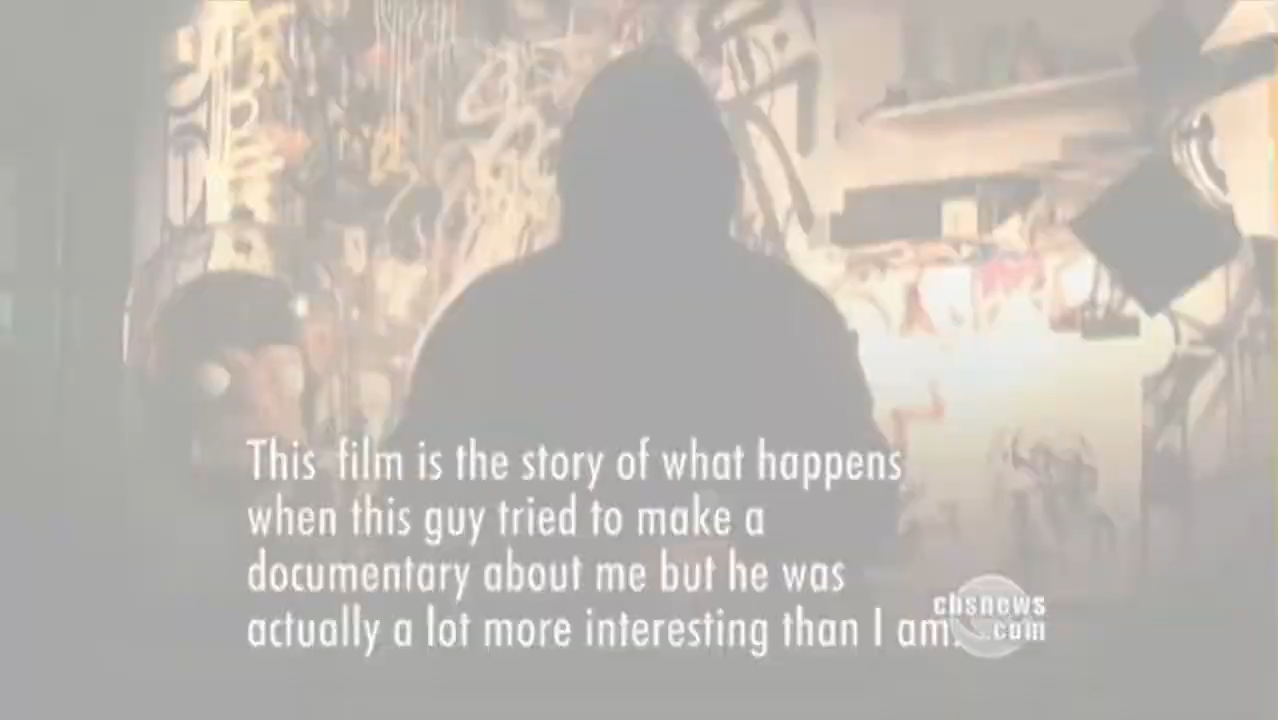 This film is the story of what happens
when this guy tried to make a
documentary about me but he was
actually a lot more interesting than I am.
cbsnews
.com